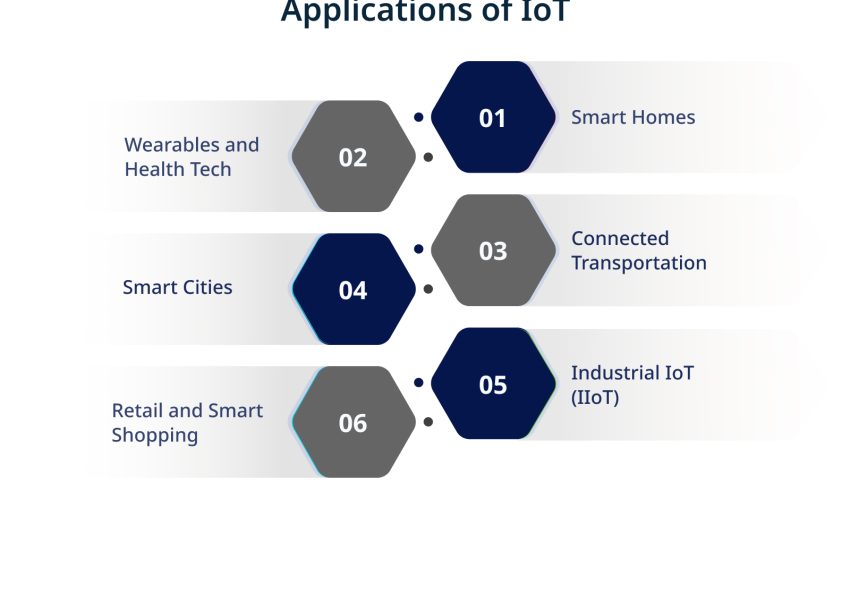 Applications of IoT
01
Smart Homes
02
Wearables and
Health Tech
03
Connected
Transportation
04
Smart Cities
05
Industrial IoT
(IIoT)
06
Retail and Smart
Shopping